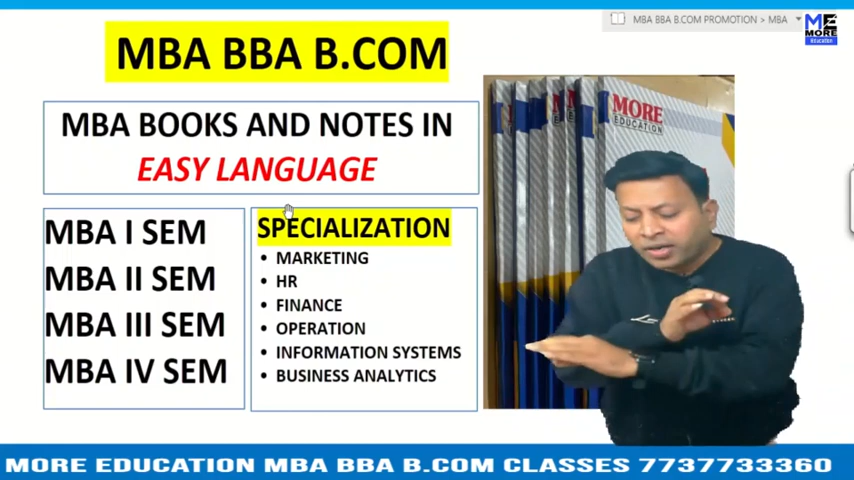 MBA BBA B.COM PROMOTION > MBA
ME
MORE
Education
MBA BBA B.COM
MBA BOOKS AND NOTES IN
EASY LANGUAGE
MORE
EDUCATION
MBA I SEM
MBA II SEM
MBA III SEM
MBA IV SEM
SPECIALIZATION
• MARKETING
• HR
• FINANCE
• OPERATION
• INFORMATION SYSTEMS
• BUSINESS ANALYTICS
MORE EDUCATION MBA BBA B.COM CLASSES 7737733360